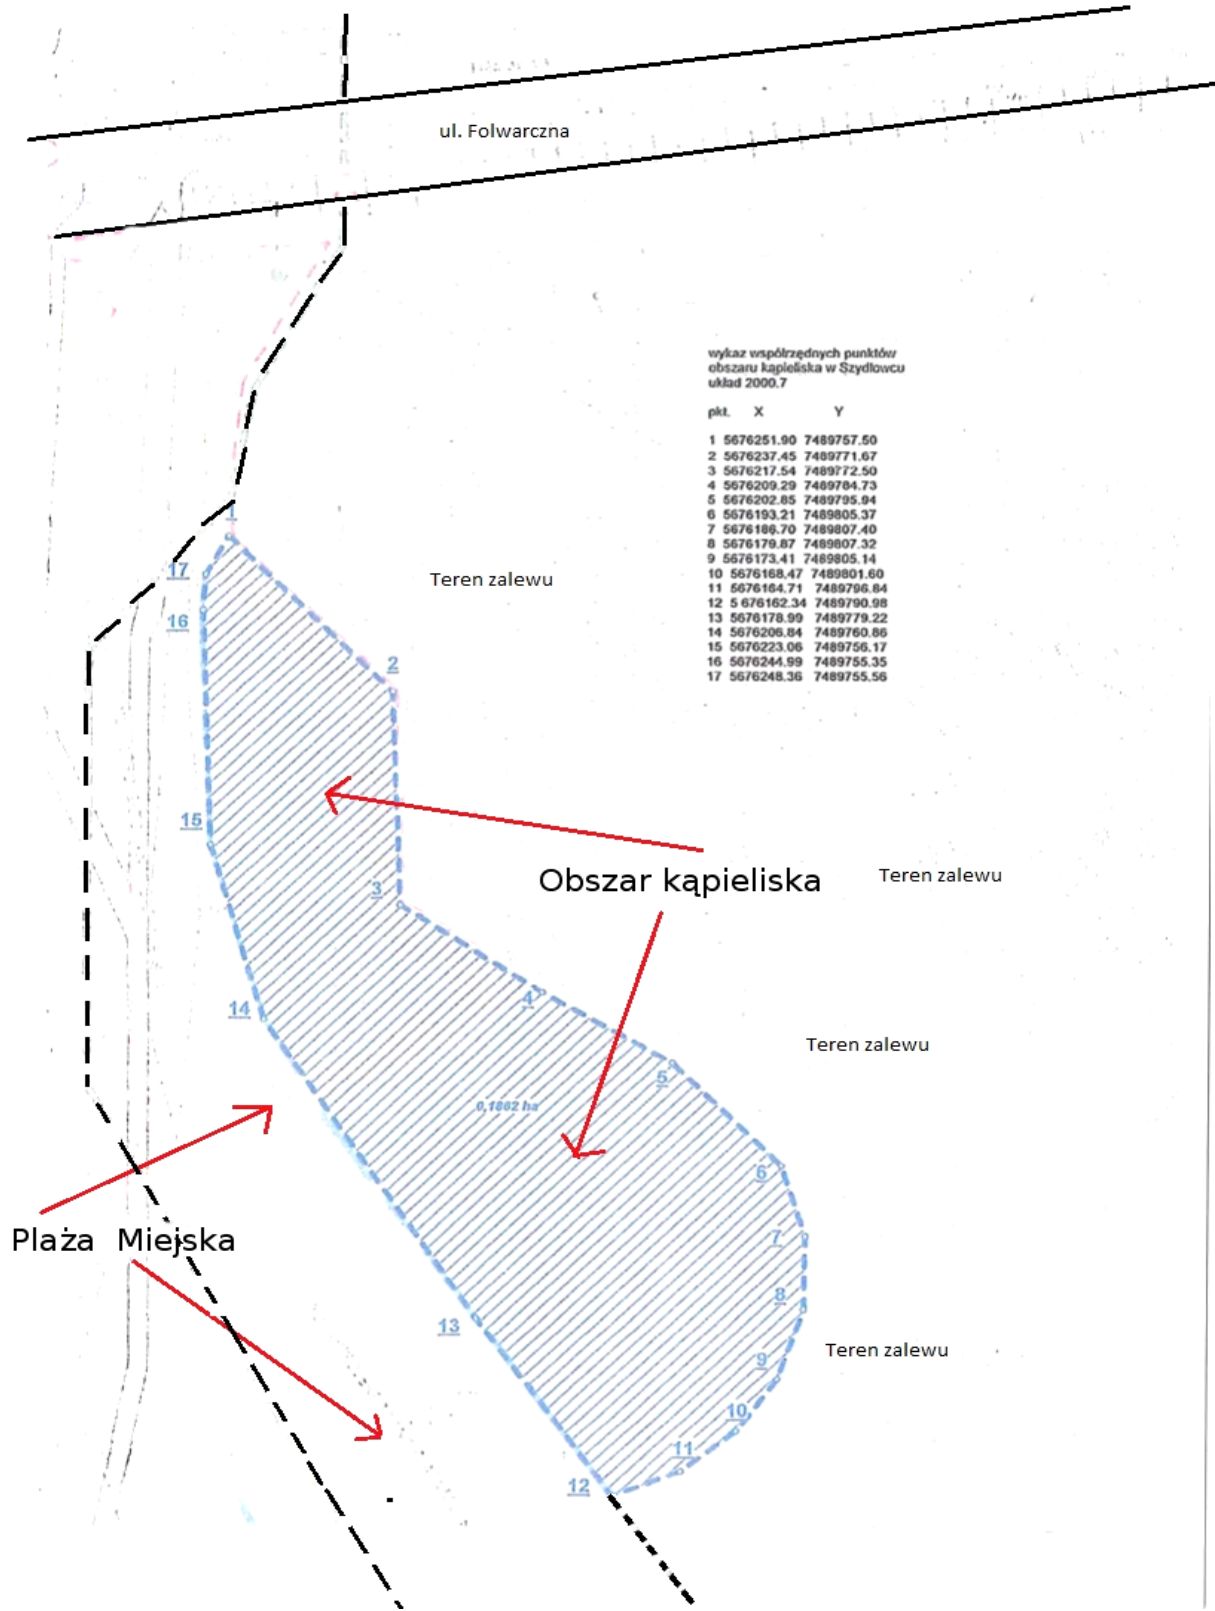 ul. Folwarczna
wykaz współrzędnych punktów
obszaru kąpieliska w Szydłowcu
układ 2000.7
pkt. X Y
1 5676251.90 7489757.50
2 5676237.45 7489771.67
3 5676217.54 7489772.50
4 5676209.29 7489784.73
5 5676202.85 7489795.94
6 5676193.21 7489805.37
7 5676186.70 7489807.40
8 5676179.87 7489807.32
9 5676173.41 7489805.14
10 5676168.47 7489801.60
11 5676164.71 7489796.84
12 5 676162.34 7489790.98
13 5676178.99 7489779.22
14 5676206.84 7489760.86
15 5676223.06 7489756.17
16 5676244.99 7489755.35
17 5676248.36 7489755.56
1
17
Teren zalewu
16
2
15
Obszar kąpieliska
Teren zalewu
3
4
14
Teren zalewu
5
0,1862 ha
6
7
Plaża Miejska
8
13
Teren zalewu
9
10
11
12